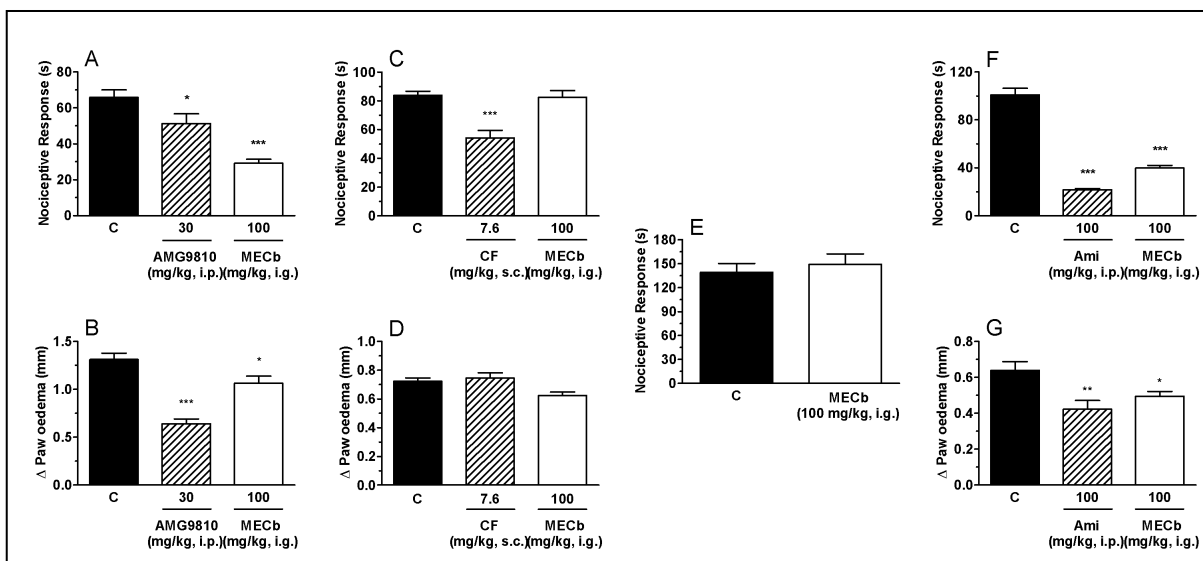 A
Nociceptive Response (s)
80
60
40
20
0
*
***
C
30
100
AMG9810
MECb
(mg/kg, i.p.)
(mg/kg, i.g.)
B
Δ Paw oedema (mm)
1.5
1.0
0.5
0.0
***
*
C
30
100
AMG9810
MECb
(mg/kg, i.p.)
(mg/kg, i.g.)
C
Nociceptive Response (s)
100
80
60
40
20
0
***
C
7.6
100
CF
MECb
(mg/kg, s.c.)
(mg/kg, i.g.)
D
Δ Paw oedema (mm)
1.0
0.8
0.6
0.4
0.2
0.0
C
7.6
100
CF
MECb
(mg/kg, s.c.)
(mg/kg, i.g.)
E
Nociceptive Response (s)
180
150
120
90
60
30
0
C
MECb
(100 mg/kg, i.g.)
F
Nociceptive Response (s)
120
80
40
0
***
***
C
100
100
Ami
MECb
(mg/kg, i.p.)
(mg/kg, i.g.)
G
Δ Paw oedema (mm)
0.8
0.6
0.4
0.2
0.0
**
*
C
100
100
Ami
MECb
(mg/kg, i.p.)
(mg/kg, i.g.)